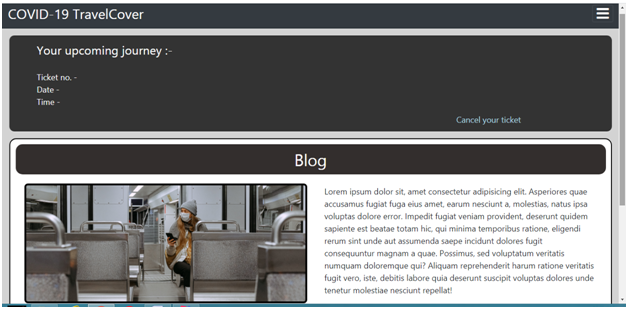 COVID-19 TravelCover
Your upcoming journey :-
Ticket no. -
Date -
Time -
Cancel your ticket
Blog
Lorem ipsum dolor sit, amet consectetur adipisicing elit. Asperiores quae
accusamus fugiat fuga eius amet, earum nesciunt a, molestias, natus ipsa
voluptas dolore error. Impedit fugiat veniam provident, deserunt quidem
sapiente est beatae totam hic, qui minima temporibus ratione, eligendi
rerum sint unde aut assumenda saepe incidunt dolores fugit
consequuntur magnam a quae. Possimus, sed voluptatum veritatis
numquam doloremque qui? Aliquam reprehenderit harum ratione veritatis
fugit vero, iste, debitis labore quia deserunt suscipit voluptas dolores unde
tenetur molestiae nesciunt repellat!